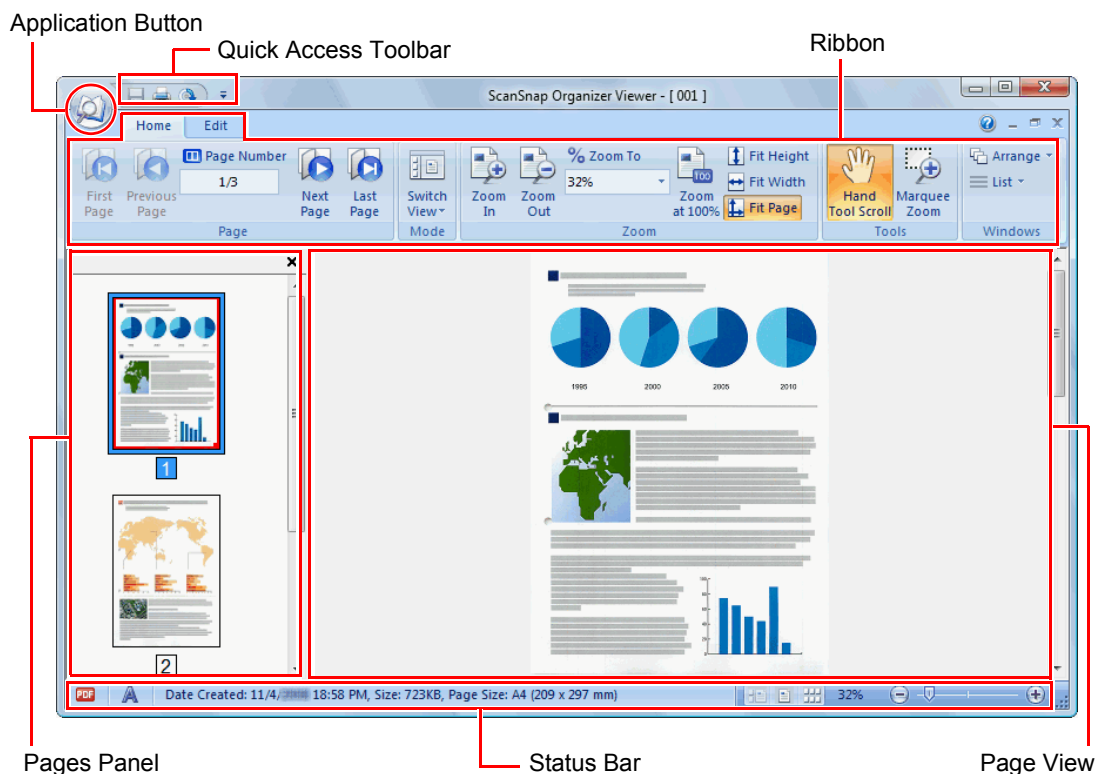 Application Button
Quick Access Toolbar
Ribbon
ScanSnap Organizer Viewer - [ 001 ]
Home Edit
Page Number
1/3
First Page
Previous Page
Next Page
Last Page
Page
Switch View
Mode
Zoom In
Zoom Out
% Zoom To
32%
100
Zoom at 100%
Fit Height
Fit Width
Fit Page
Zoom
Hand Tool Scroll
Marquee Zoom
Tools
Arrange
List
Windows
1
2
1995 2000 2005 2010
PDF A Date Created: 11/4/ 18:58 PM, Size: 723KB, Page Size: A4 (209 x 297 mm) 32%
Pages Panel
Status Bar
Page View